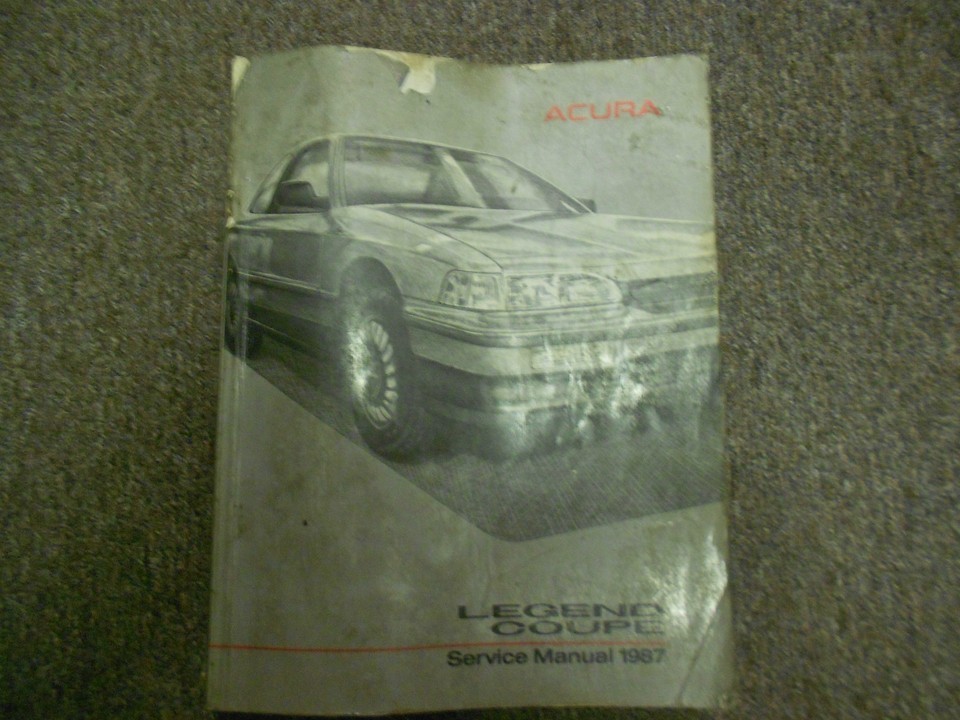 ACURA
LEGEND
COUPE
Service Manual 1987